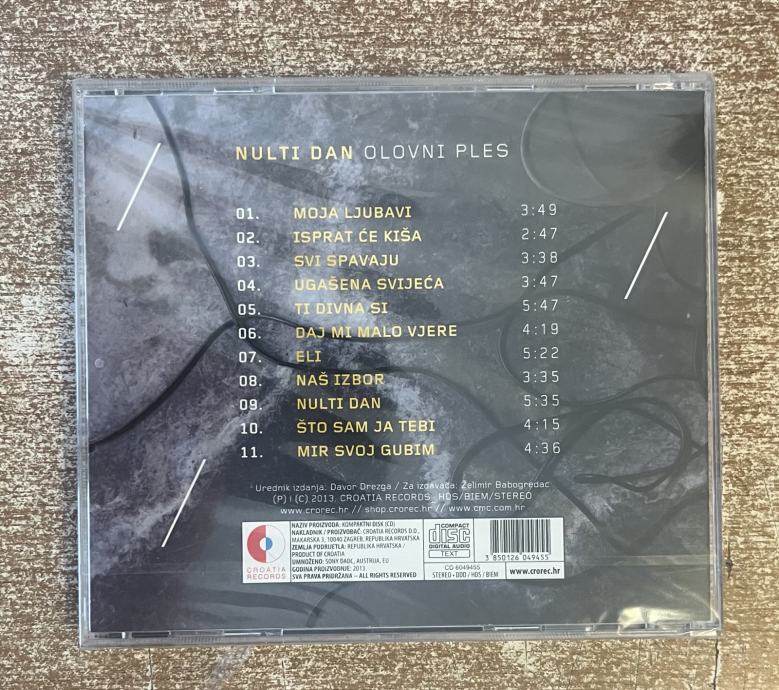 NULTI DAN OLOVNI PLES
01. MOJA LJUBAVI 3:49
02. ISPRAT ĆE KIŠA 2:47
03. SVI SPAVAJU 3:38
04. UGAŠENA SVIJEĆA 3:47
05. TI DIVNA SI 5:47
06. DAJ MI MALO VJERE 4:19
07. ELI 5:22
08. NAŠ IZBOR 3:35
09. NULTI DAN 5:35
10. ŠTO SAM JA TEBI 4:15
11. MIR SVOJ GUBIM 4:36
Urednik izdanja: Davor Drezga / Za izdavača: Želimir Babogredac
(P) i (C) 2013. CROATIA RECORDS - HDS/BIEM/STEREO
www.crorec.hr // shop.crorec.hr // www.cmc.com.hr
CROATIA
RECORDS
NAZIV PROIZVODA: KOMPAKTNI DISK (CD)
NAKLADNIK / PROIZVOĐAČ: CROATIA RECORDS D.D.,
MAKARSKA 3, 10040 ZAGREB, REPUBLIKA HRVATSKA
ZEMLJA PODRIJETLA: REPUBLIKA HRVATSKA /
PRODUCT OF CROATIA
UMNOŽENO: SONY DADC, AUSTRIJA, EU
GODINA PROIZVODNJE: 2013.
SVA PRAVA PRIDRŽANA – ALL RIGHTS RESERVED
COMPACT
disc
DIGITAL AUDIO
TEXT
3 850126 049455
CD 6049455
STEREO • DDD / HDS / BIEM
www.crorec.hr